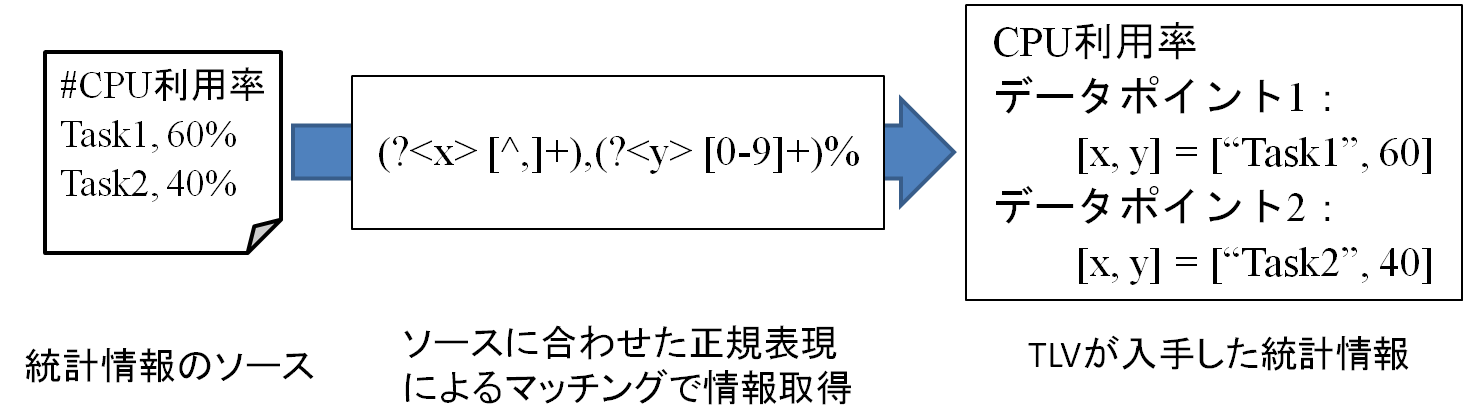 #CPU利用率
Task1, 60%
Task2, 40%
(?<x> [^,]+),(?<y> [0-9]+)%
CPU利用率
データポイント1：
[x, y] = [“Task1”, 60]
データポイント2：
[x, y] = [“Task2”, 40]
統計情報のソース
ソースに合わせた正規表現
によるマッチングで情報取得
TLVが入手した統計情報